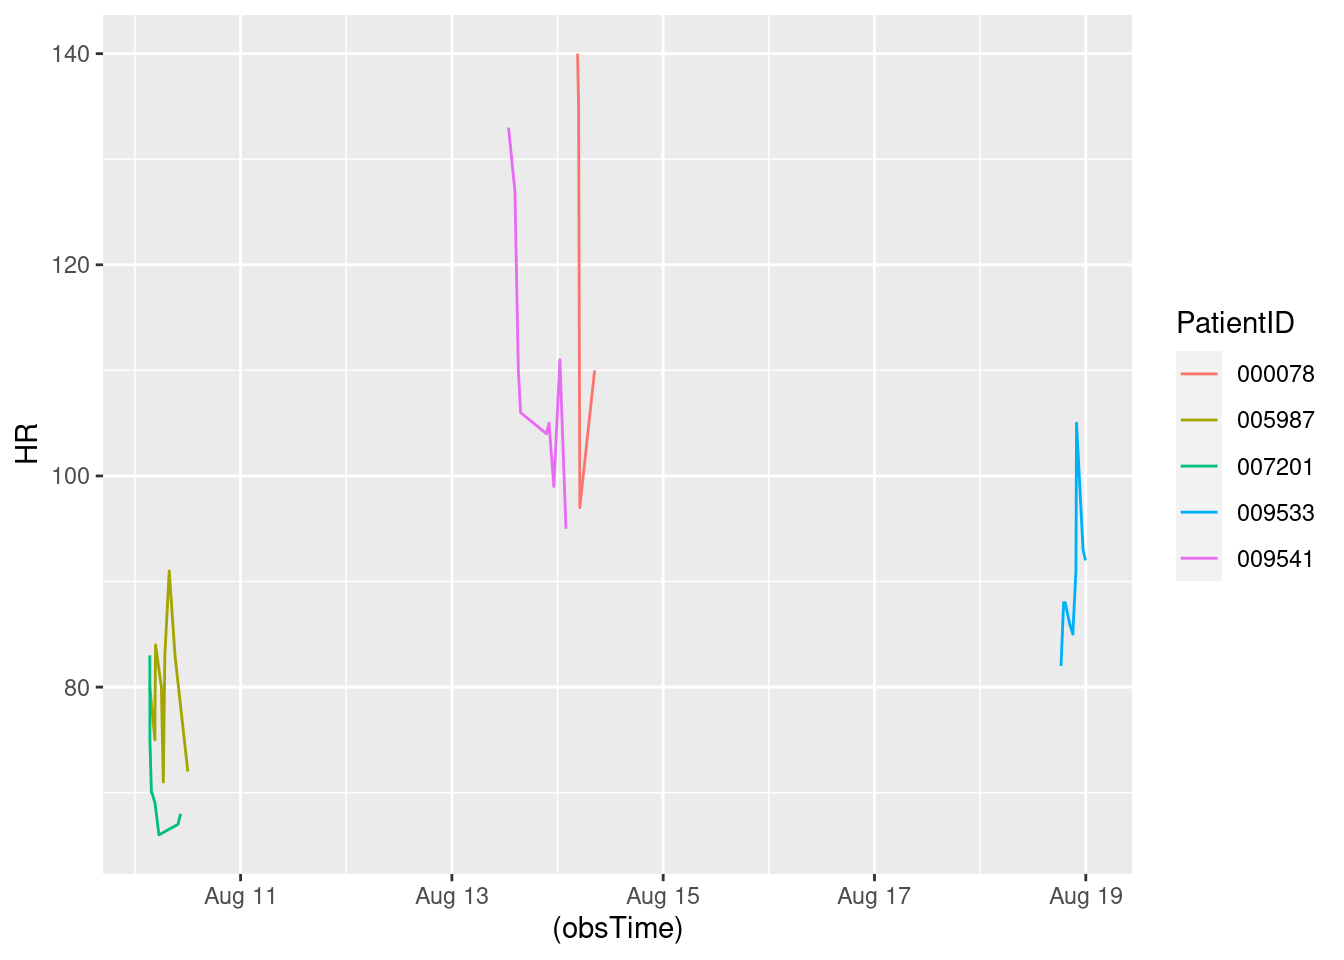 140
120
100
80
HR
Aug 11
Aug 13
Aug 15
Aug 17
Aug 19
(obsTime)
PatientID
000078
005987
007201
009533
009541